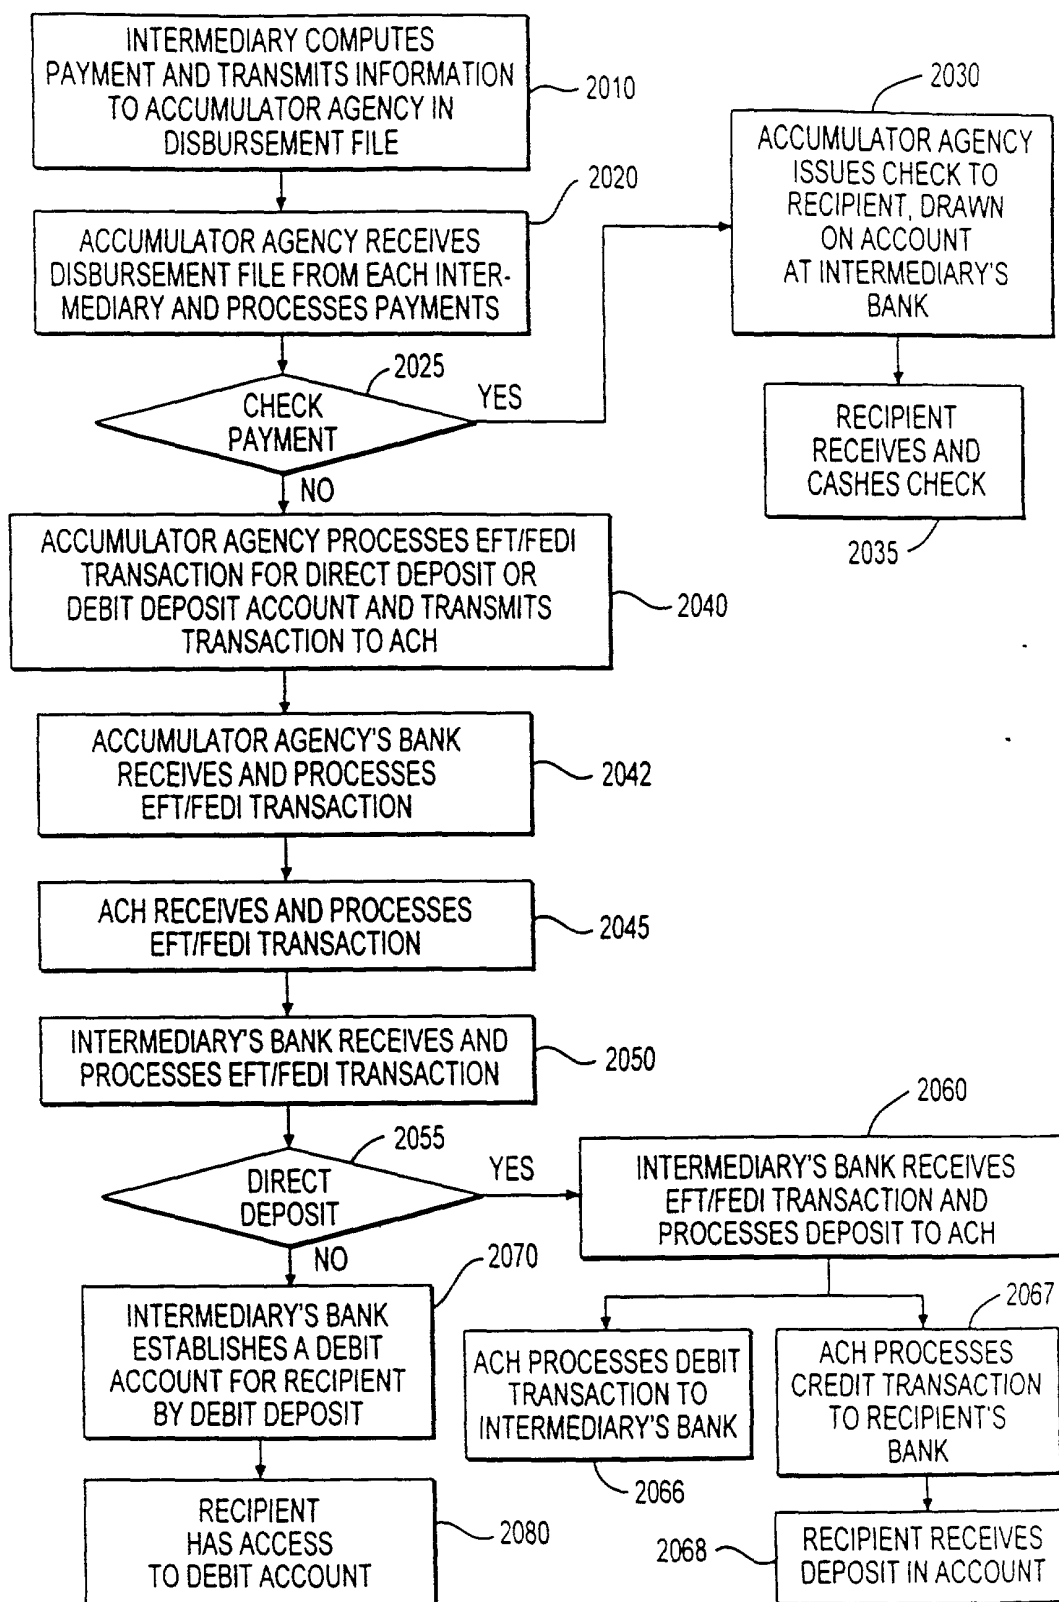 INTERMEDIARY COMPUTES
PAYMENT AND TRANSMITS INFORMATION
TO ACCUMULATOR AGENCY IN
DISBURSEMENT FILE
2010
2020
ACCUMULATOR AGENCY RECEIVES
DISBURSEMENT FILE FROM EACH INTER-
MEDIARY AND PROCESSES PAYMENTS
2025
CHECK
PAYMENT
YES
NO
2030
ACCUMULATOR AGENCY
ISSUES CHECK TO
RECIPIENT, DRAWN
ON ACCOUNT
AT INTERMEDIARY'S
BANK
RECIPIENT
RECEIVES AND
CASHES CHECK
2035
ACCUMULATOR AGENCY PROCESSES EFT/FEDI
TRANSACTION FOR DIRECT DEPOSIT OR
DEBIT DEPOSIT ACCOUNT AND TRANSMITS
TRANSACTION TO ACH
2040
ACCUMULATOR AGENCY'S BANK
RECEIVES AND PROCESSES
EFT/FEDI TRANSACTION
2042
ACH RECEIVES AND PROCESSES
EFT/FEDI TRANSACTION
2045
INTERMEDIARY'S BANK RECEIVES AND
PROCESSES EFT/FEDI TRANSACTION
2050
2055
DIRECT
DEPOSIT
YES
NO
2060
INTERMEDIARY'S BANK RECEIVES
EFT/FEDI TRANSACTION AND
PROCESSES DEPOSIT TO ACH
2070
INTERMEDIARY'S BANK
ESTABLISHES A DEBIT
ACCOUNT FOR RECIPIENT
BY DEBIT DEPOSIT
ACH PROCESSES DEBIT
TRANSACTION TO
INTERMEDIARY'S BANK
2066
2067
ACH PROCESSES
CREDIT TRANSACTION
TO RECIPIENT'S
BANK
RECIPIENT
HAS ACCESS
TO DEBIT ACCOUNT
2080
2068
RECIPIENT RECEIVES
DEPOSIT IN ACCOUNT